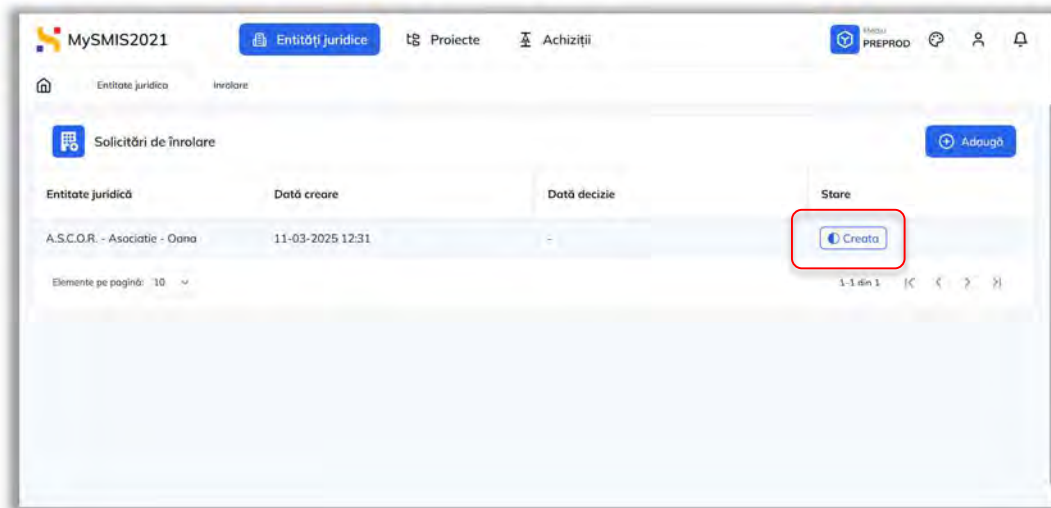 MySMIS2021 Entități juridice Proiecte Achiziții PREPROD
Entitate juridica inrolare
Solicitări de înrolare Adaugă
Entitate juridică Dată creare Dată decizie Stare
A.S.C.O.R. - Asociatie - Oana 11-03-2025 12:31 - Creata
Elemente pe pagină: 10 1-1 din 1